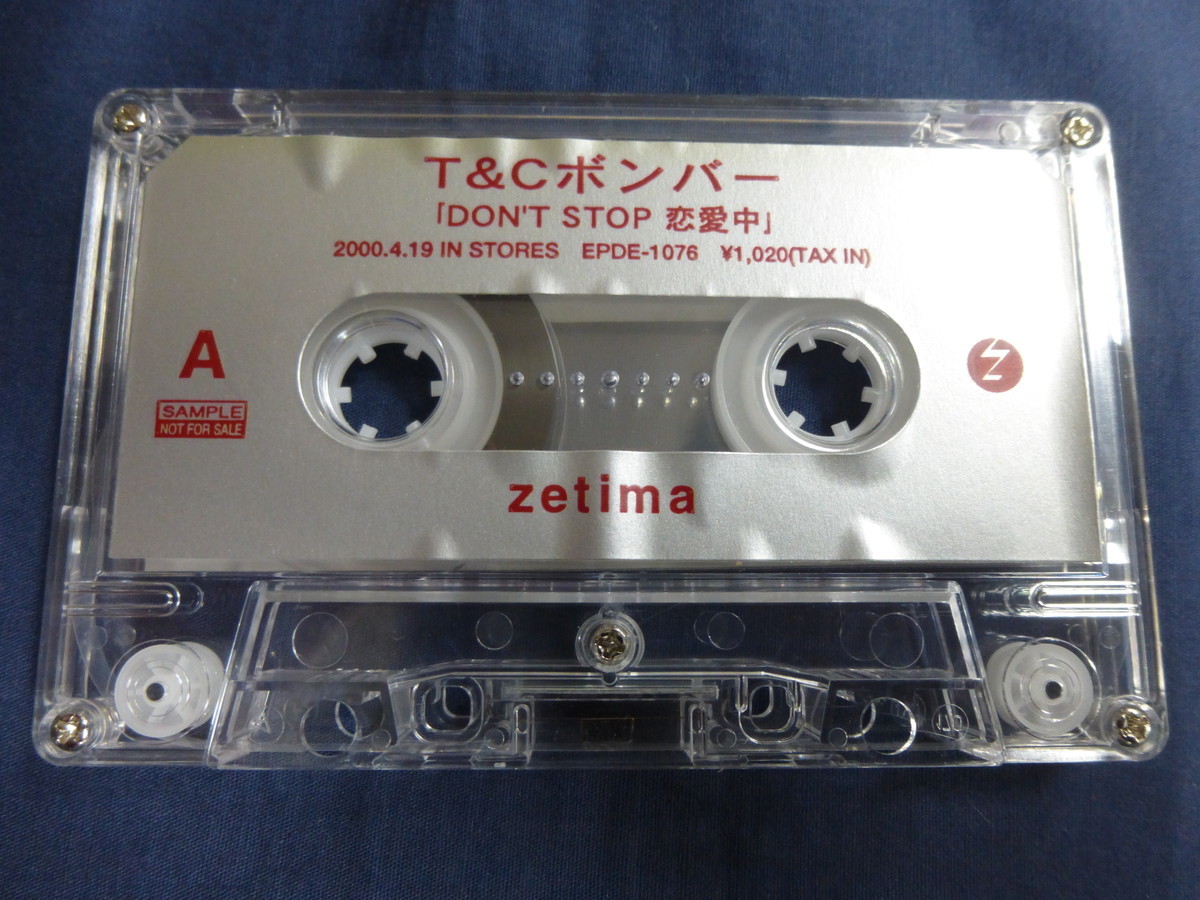 T&Cボンバー
「DON'T STOP 恋愛中」
2000.4.19 IN STORES EPDE-1076 ¥1,020(TAX IN)
A
SAMPLE
NOT FOR SALE
zetima